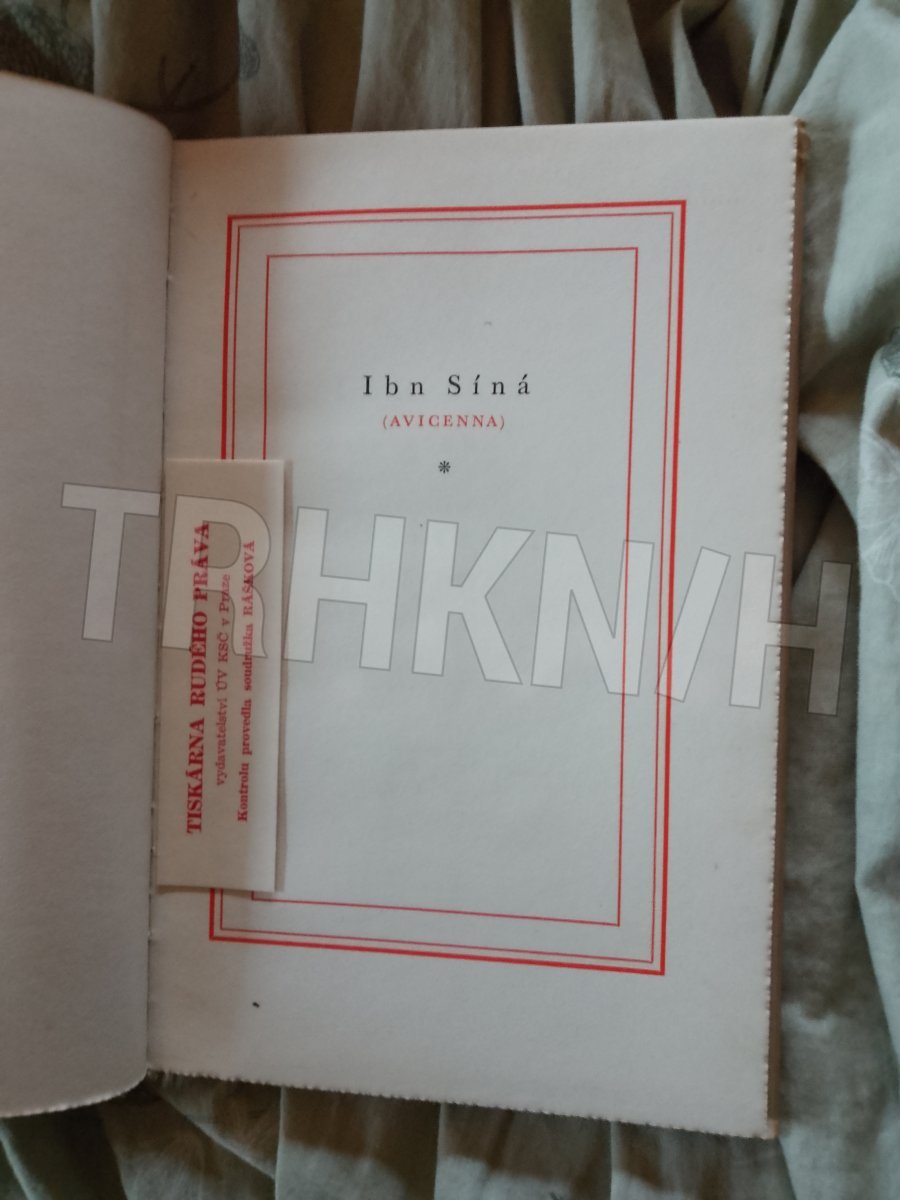 Ibn Síná
(AVICENNA)
*
TISKÁRNA RUDÉHO PRÁVA
vydavatelství ÚV KSČ v Praze
Kontrolu provedla soudružka RÁŠKOVÁ
TRHKNIH